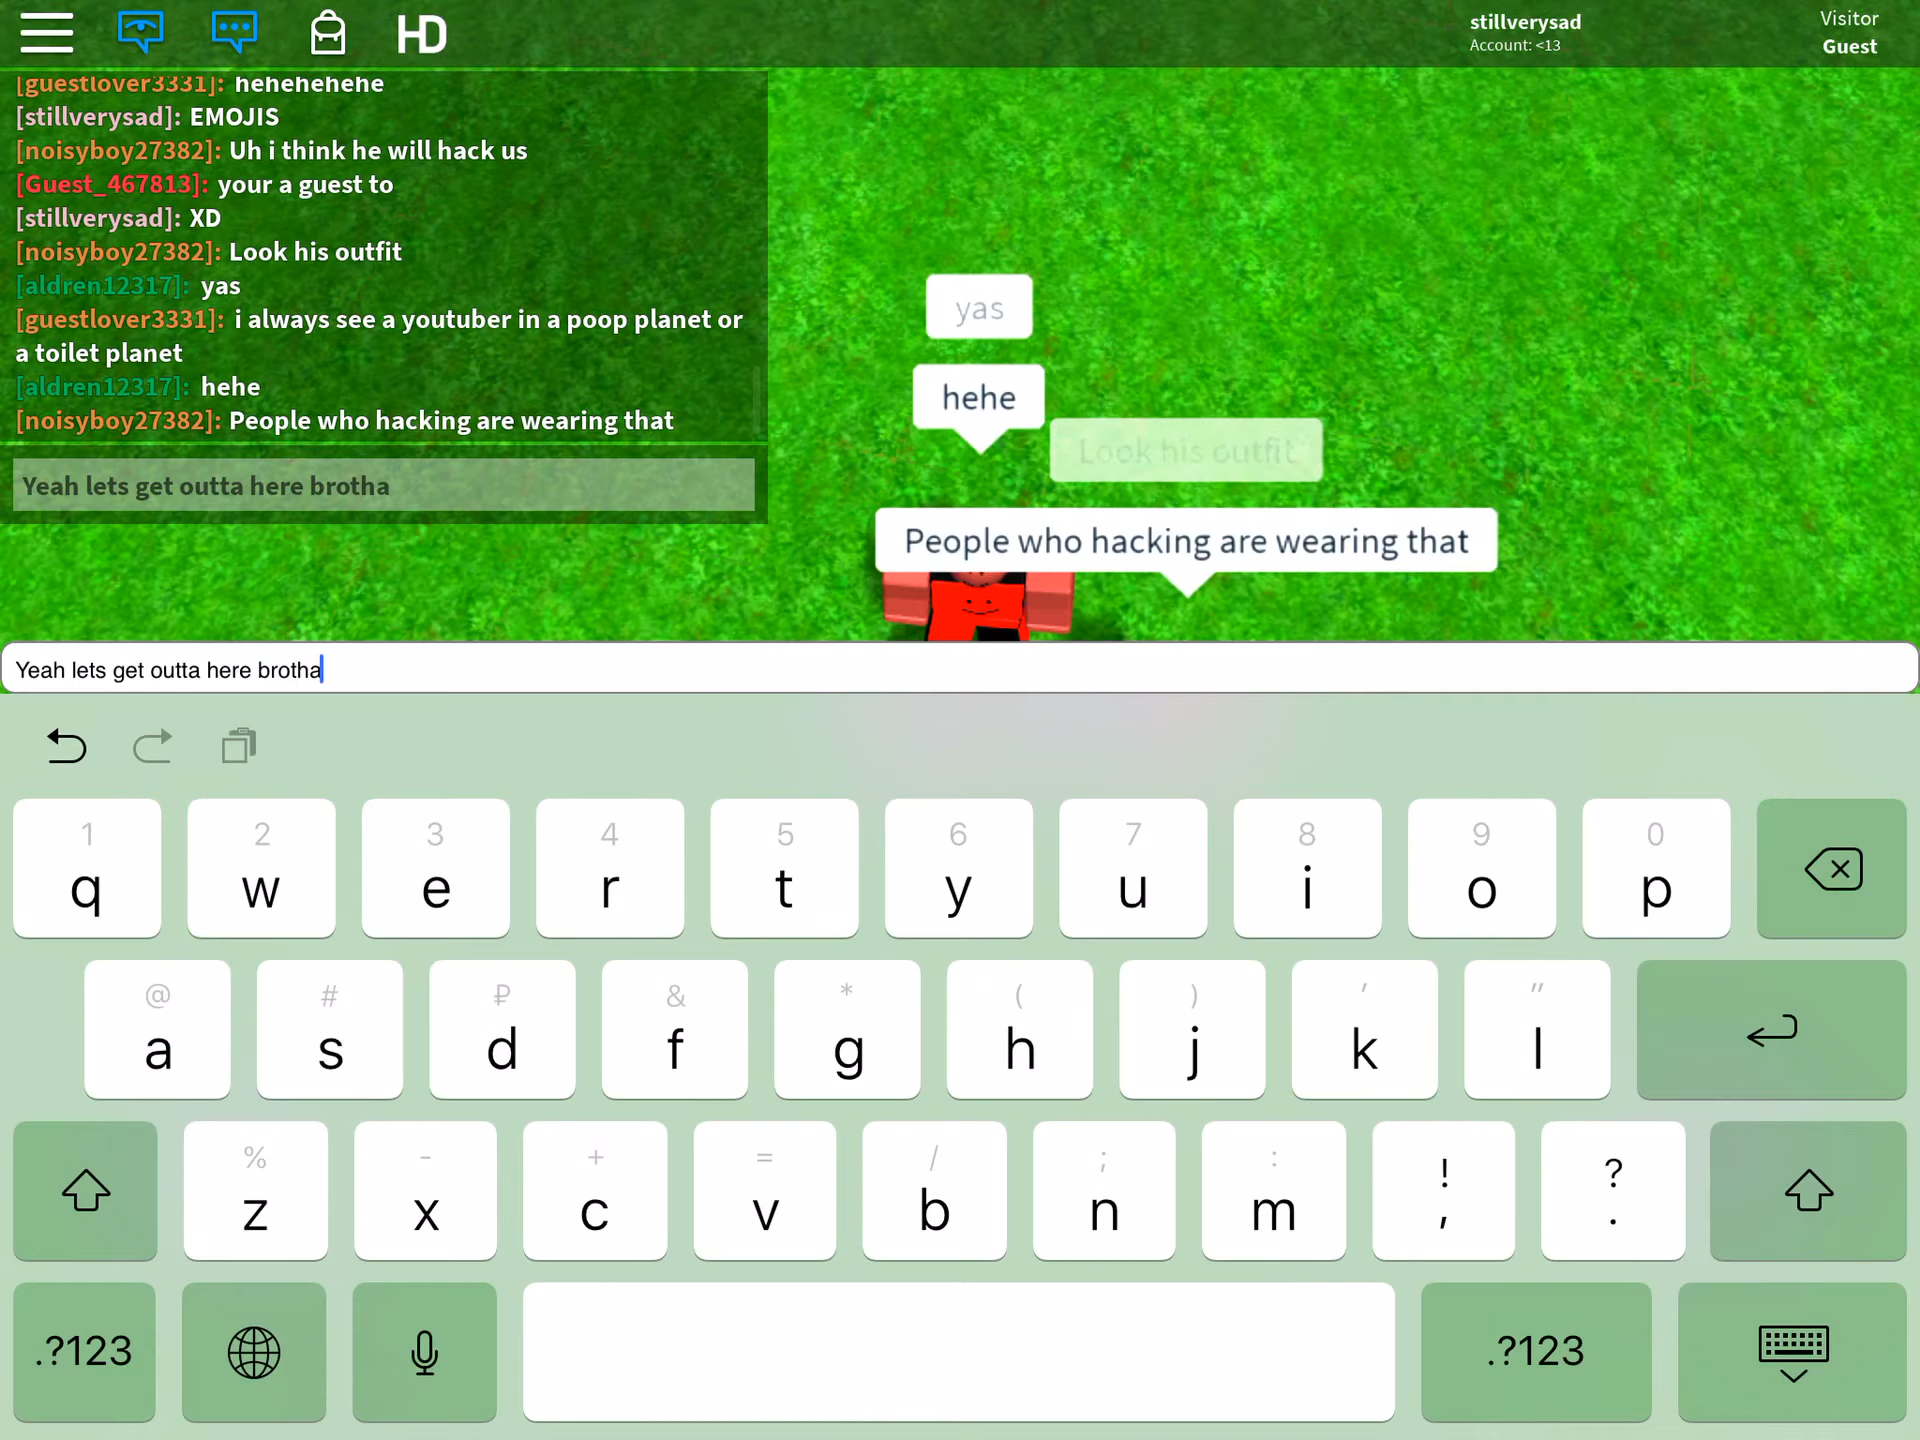 HD
stillverysad
Account: <13
Visitor
Guest
[guestlover3331]: hehehehehe
[stillverysad]: EMOJIS
[noisyboy27382]: Uh i think he will hack us
[Guest_467813]: your a guest to
[stillverysad]: XD
[noisyboy27382]: Look his outfit
[aldren12317]: yas
[guestlover3331]: i always see a youtuber in a poop planet or
a toilet planet
[aldren12317]: hehe
[noisyboy27382]: People who hacking are wearing that
Yeah lets get outta here brotha
yas
hehe
Look his outfit
People who hacking are wearing that
Yeah lets get outta here brotha
1 2 3 4 5 6 7 8 9 0
q w e r t y u i o p
@ # ₽ & * ( ) ' "
a s d f g h j k l
% - + = / ; : ! ?
z x c v b n m , .
.?123 .?123